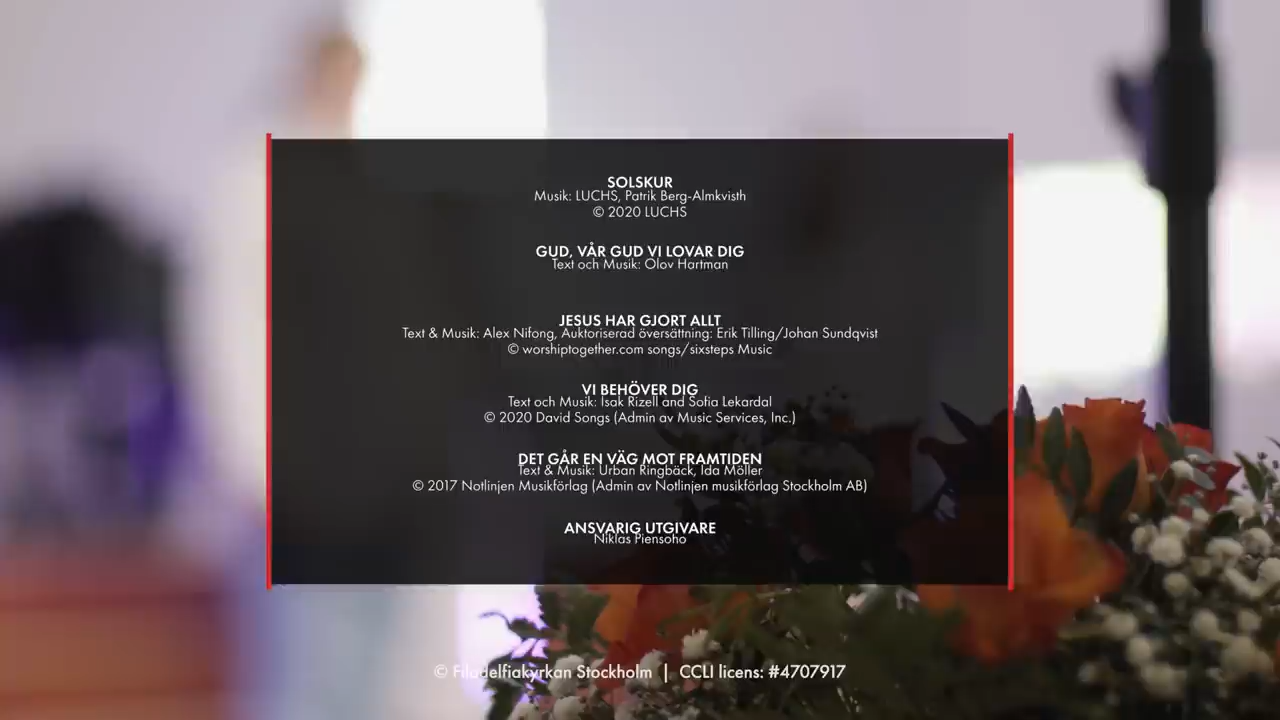 SOLSKUR
Musik: LUCHS, Patrik Berg-Almkvisth
© 2020 LUCHS
GUD, VÅR GUD VI LOVAR DIG
Text och Musik: Olov Hartman
JESUS HAR GJORT ALLT
Text & Musik: Alex Nifong, Auktoriserad översättning: Erik Tilling/Johan Sundqvist
© worshiptogether.com songs/sixsteps Music
VI BEHÖVER DIG
Text och Musik: Isak Rizell and Sofia Lekardal
© 2020 David Songs (Admin av Music Services, Inc.)
DET GÅR EN VÄG MOT FRAMTIDEN
Text & Musik: Urban Ringbäck, Ida Möller
© 2017 Notlinjen Musikförlag (Admin av Notlinjen musikförlag Stockholm AB)
ANSVARIG UTGIVARE
Niklas Piensoho
© Filadelfiakyrkan Stockholm | CCLI licens: #4707917